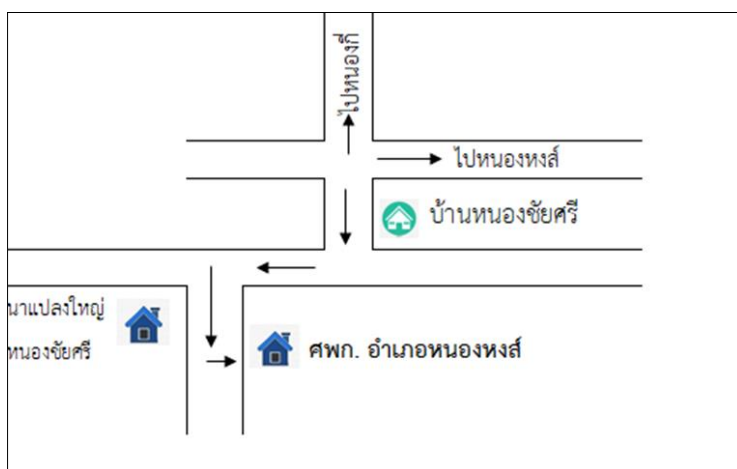 ไปหนองกี่
ไปหนองหงส์
บ้านหนองชัยศรี
นาแปลงใหญ่
หนองชัยศรี
ศพก. อำเภอหนองหงส์